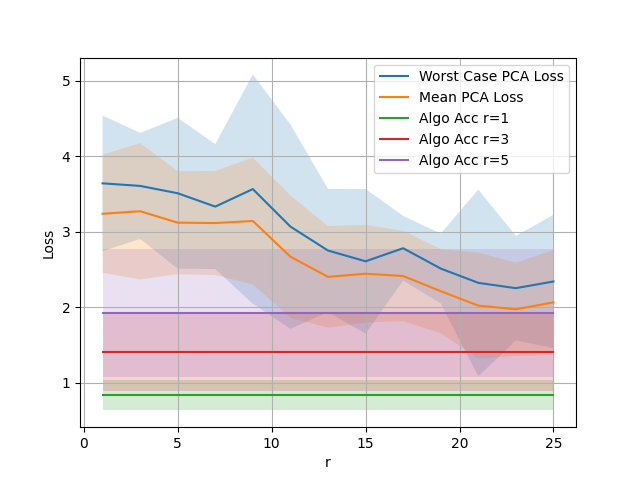 Worst Case PCA Loss
Mean PCA Loss
Algo Acc r=1
Algo Acc r=3
Algo Acc r=5
5
4
3
2
1
Loss
0 5 10 15 20 25
r